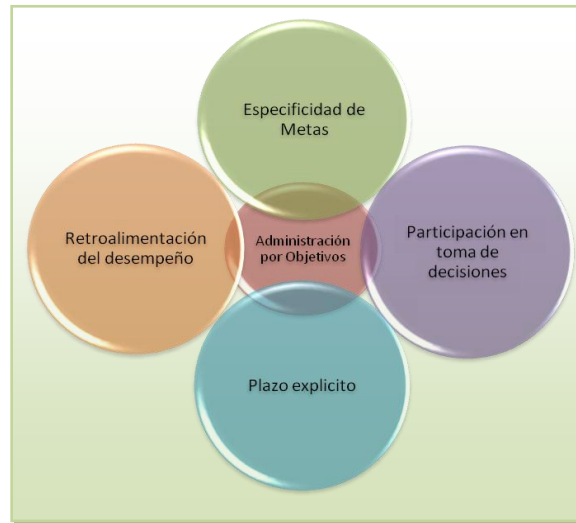 Especificidad de
Metas
Retroalimentación
del desempeño
Administración
por Objetivos
Participación en
toma de
decisiones
Plazo explicito